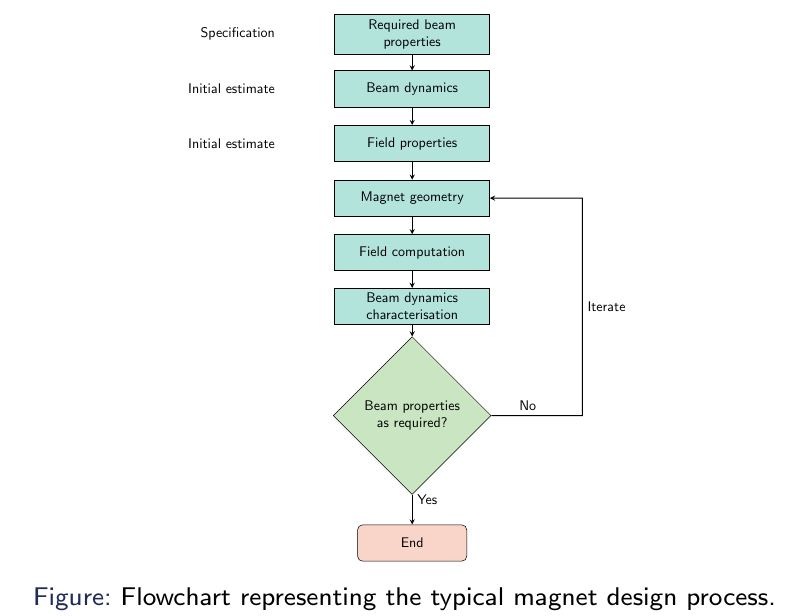 Specification
Required beam
properties
Initial estimate
Beam dynamics
Initial estimate
Field properties
Magnet geometry
Field computation
Beam dynamics
characterisation
Iterate
Beam properties
as required?
No
Yes
End
Figure: Flowchart representing the typical magnet design process.